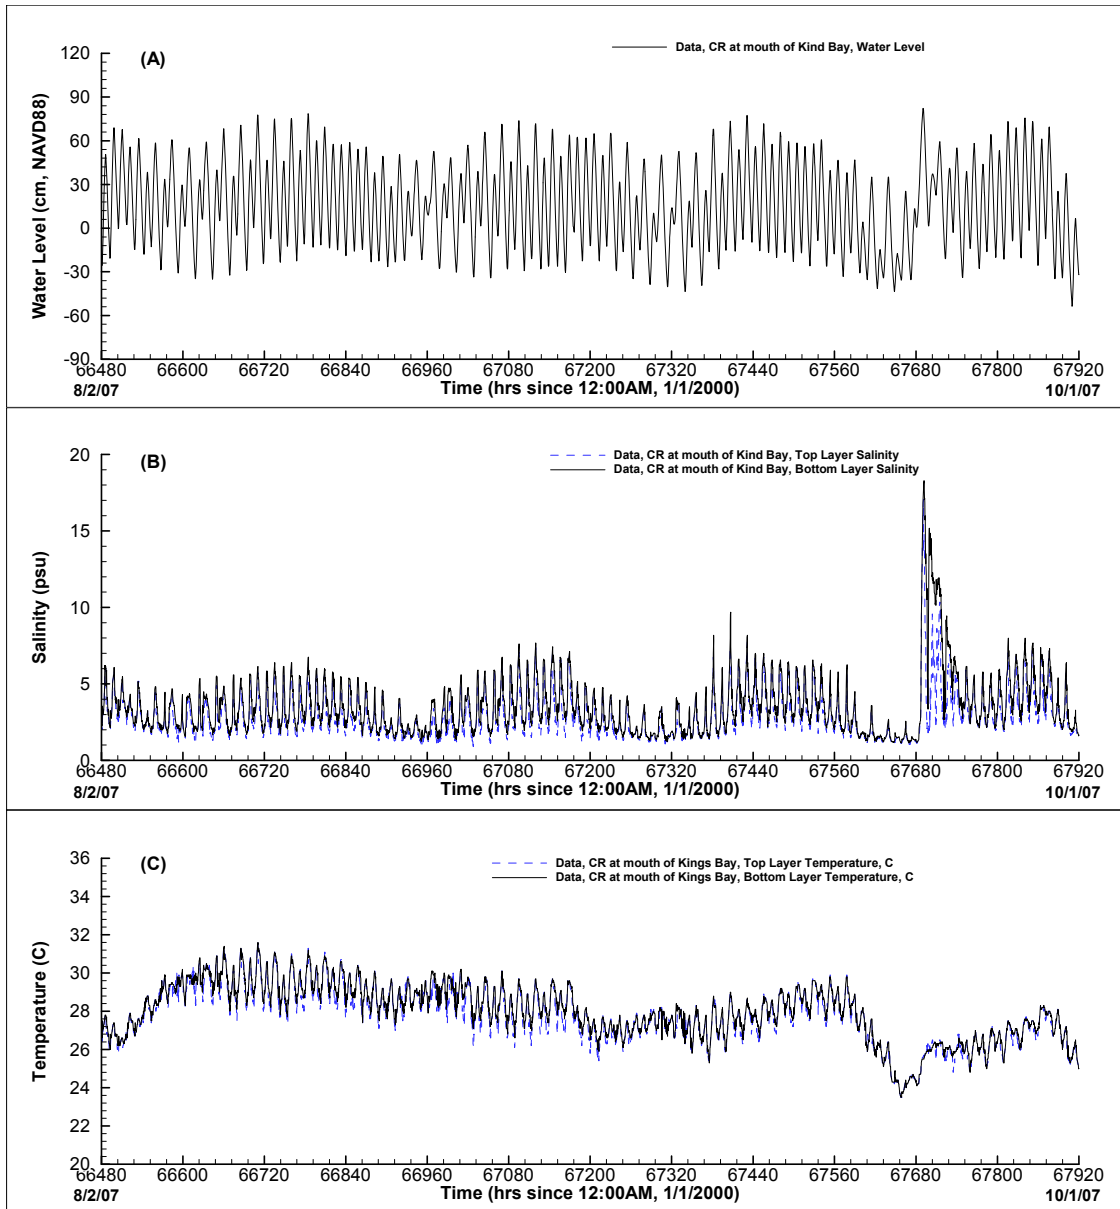 (A)
Data, CR at mouth of Kind Bay, Water Level
Water Level (cm, NAVD88)
120
90
60
30
0
-30
-60
-90
66480 66600 66720 66840 66960 67080 67200 67320 67440 67560 67680 67800 67920
8/2/07 Time (hrs since 12:00AM, 1/1/2000) 10/1/07
(B)
Data, CR at mouth of Kind Bay, Top Layer Salinity
Data, CR at mouth of Kind Bay, Bottom Layer Salinity
Salinity (psu)
20
15
10
5
0
66480 66600 66720 66840 66960 67080 67200 67320 67440 67560 67680 67800 67920
8/2/07 Time (hrs since 12:00AM, 1/1/2000) 10/1/07
(C)
Data, CR at mouth of Kings Bay, Top Layer Temperature, C
Data, CR at mouth of Kings Bay, Bottom Layer Temperature, C
Temperature (C)
36
34
32
30
28
26
24
22
20
66480 66600 66720 66840 66960 67080 67200 67320 67440 67560 67680 67800 67920
8/2/07 Time (hrs since 12:00AM, 1/1/2000) 10/1/07